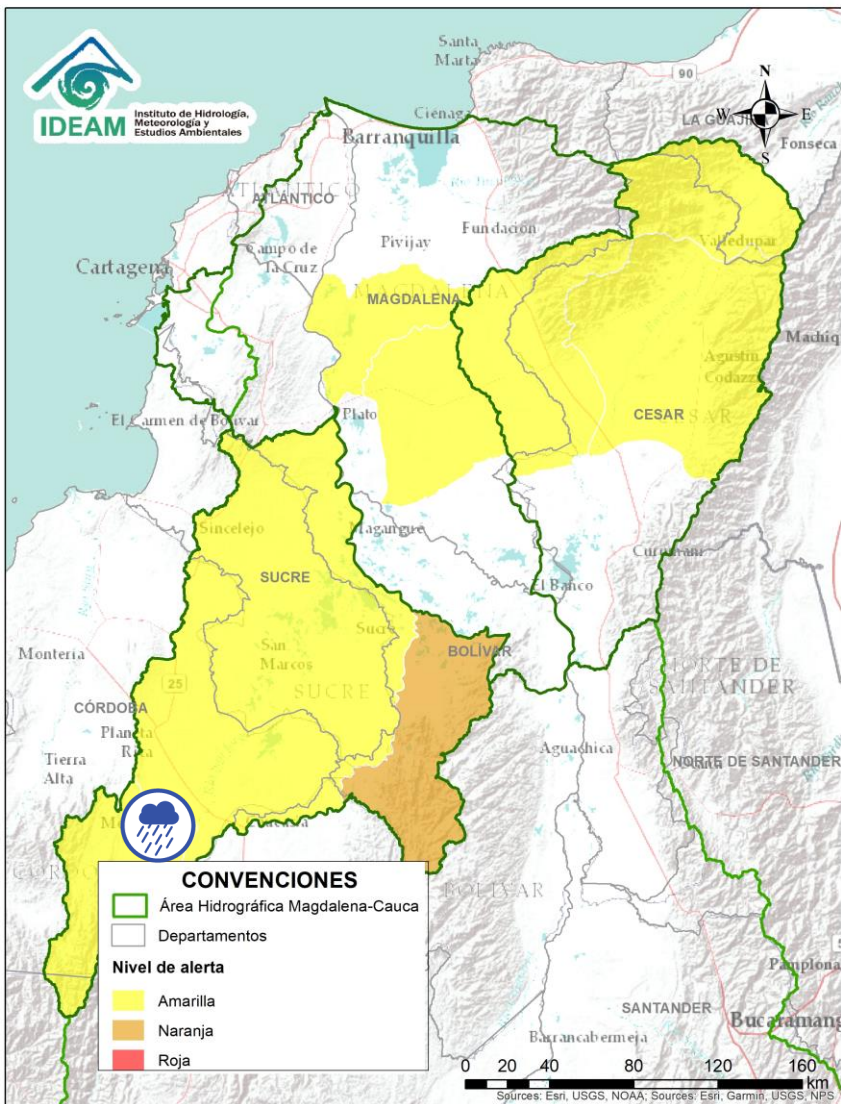 Santa
Marta
90
N
W E
S
IDEAM
Instituto de Hidrología,
Meteorología y
Estudios Ambientales
Ciénaga
LA GUAJIRA
Barranquilla
Fonseca
ATLÁNTICO
Fundación
Pivijay
Valledupar
Campo de
la Cruz
Cartagena
MAGDALENA
Agustín
Codazzi
CESAR
Plato
El Carmen de Bolívar
Sincelejo
Magangue
Curumaní
SUCRE
El Banco
Sucre
BOLÍVAR
San
Marcos
Montería
NORTE DE
SANTANDER
SUCRE
25
CÓRDOBA
Planeta
Rica
Aguachica
NORTE DE SANTANDER
Tierra
Alta
BOLÍVAR
CONVENCIONES
Área Hidrográfica Magdalena-Cauca
Departamentos
Nivel de alerta
Amarilla
Naranja
Roja
Pamplona
SANTANDER
Bucaramang
Barrancabermeja
0 20 40 80 120 160
km
Sources: Esri, USGS, NOAA; Sources: Esri, Garmin, USGS, NPS